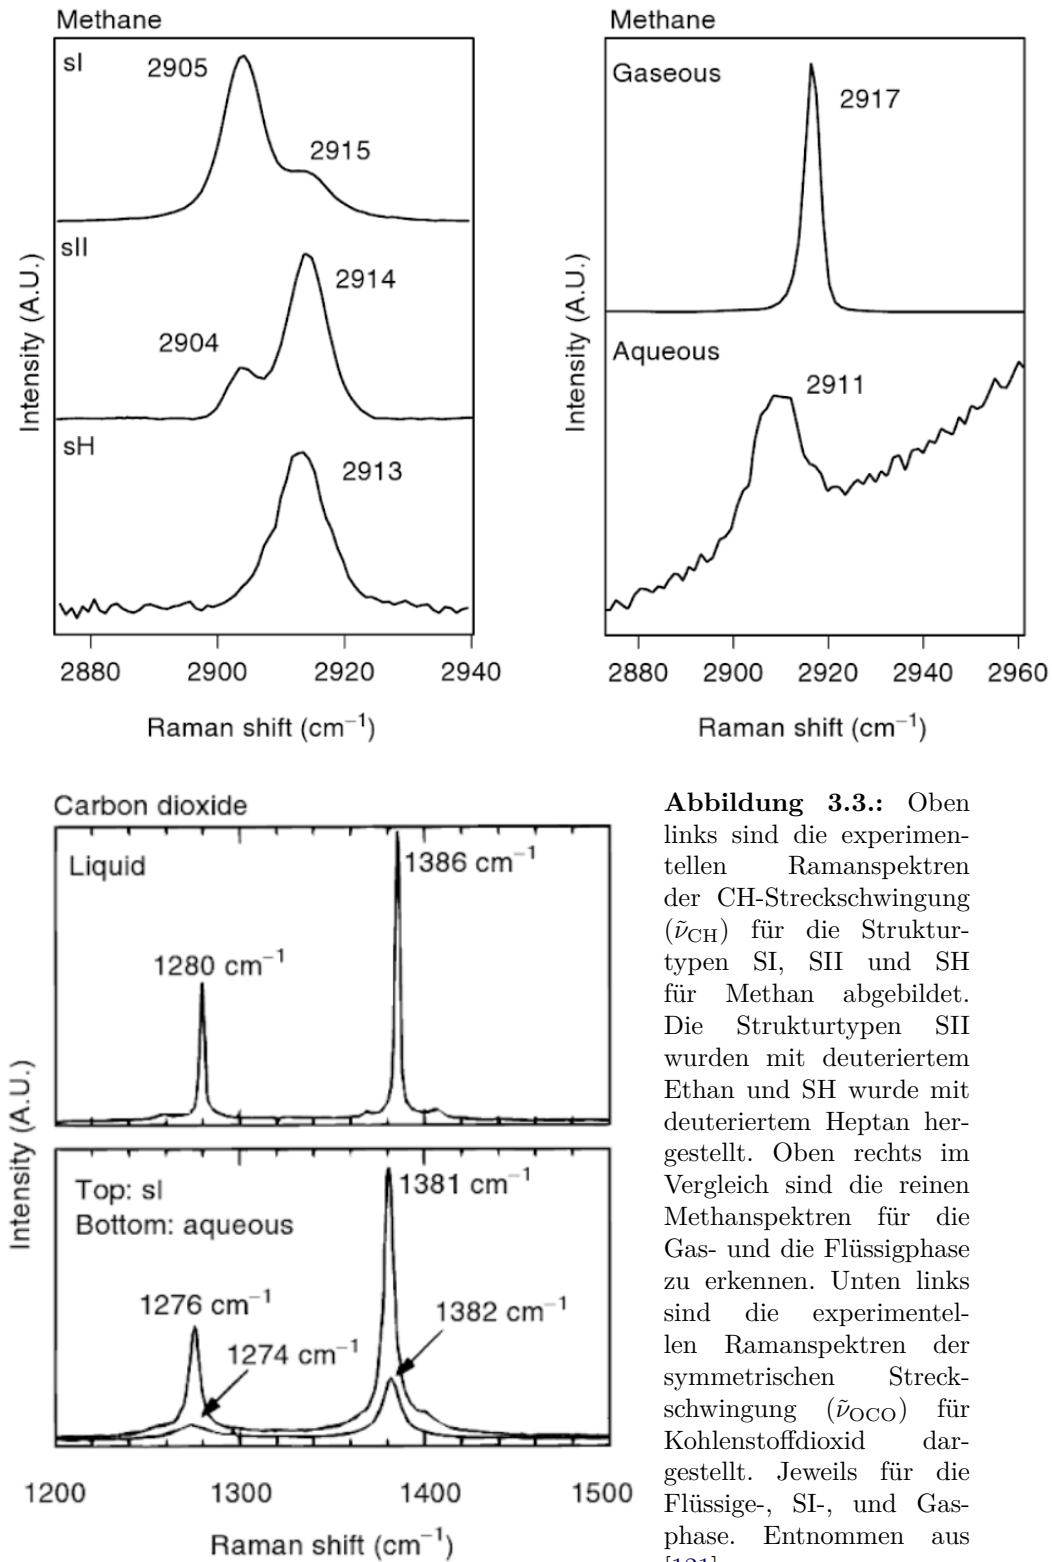 Methane
sI
2905
2915
sII
2914
2904
sH
2913
Intensity (A.U.)
2880 2900 2920 2940
Raman shift (cm⁻¹)
Methane
Gaseous
2917
Aqueous
2911
Intensity (A.U.)
2880 2900 2920 2940 2960
Raman shift (cm⁻¹)
Carbon dioxide
Liquid
1386 cm⁻¹
1280 cm⁻¹
Top: sI
Bottom: aqueous
1381 cm⁻¹
1276 cm⁻¹
1382 cm⁻¹
1274 cm⁻¹
Intensity (A.U.)
1200 1300 1400 1500
Raman shift (cm⁻¹)
Abbildung 3.3.: Oben
links sind die experimen-
tellen Ramanspektren
der CH-Streckschwingung
(ν̃CH) für die Struktur-
typen SI, SII und SH
für Methan abgebildet.
Die Strukturtypen SII
wurden mit deuteriertem
Ethan und SH wurde mit
deuteriertem Heptan her-
gestellt. Oben rechts im
Vergleich sind die reinen
Methanspektren für die
Gas- und die Flüssigphase
zu erkennen. Unten links
sind die experimentel-
len Ramanspektren der
symmetrischen Streck-
schwingung (ν̃OCO) für
Kohlenstoffdioxid dar-
gestellt. Jeweils für die
Flüssige-, SI-, und Gas-
phase. Entnommen aus